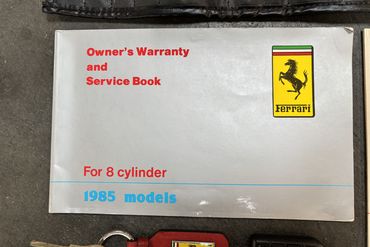 Owner's Warranty
and
Service Book
Ferrari
For 8 cylinder
1985 models